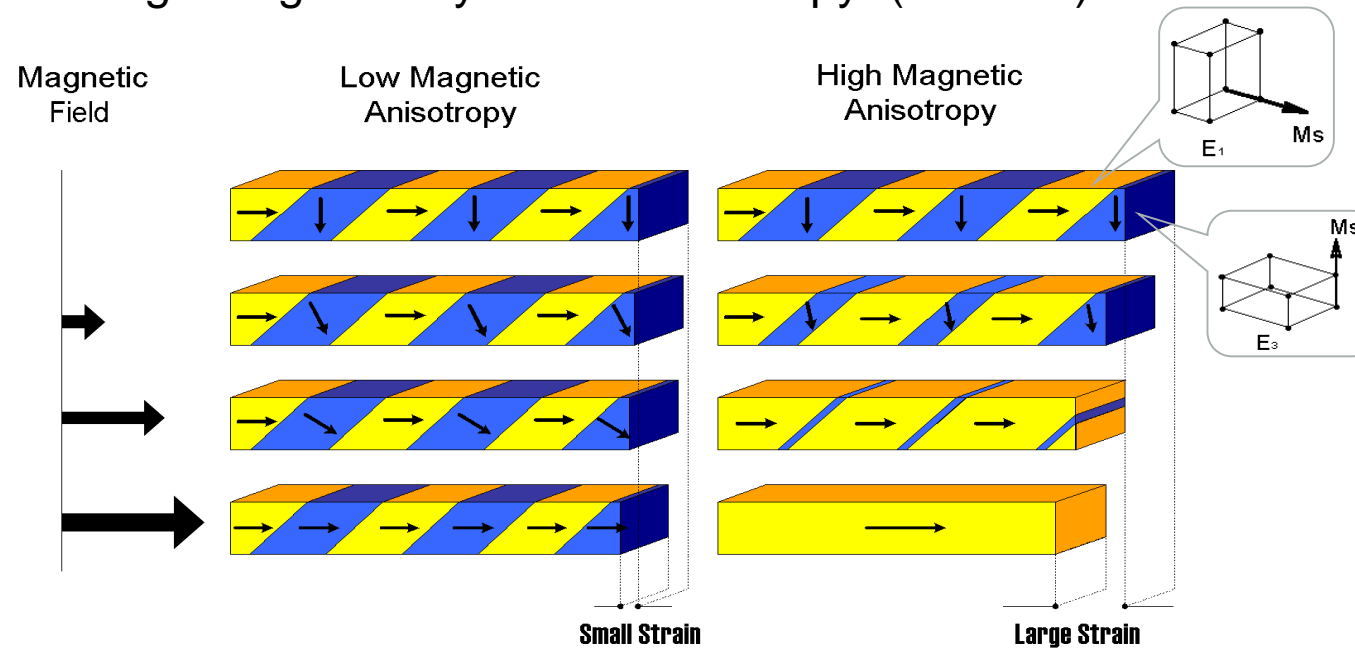 Magnetic
Field
Low Magnetic
Anisotropy
High Magnetic
Anisotropy
Ms
E₁
Ms
E₃
Small Strain
Large Strain